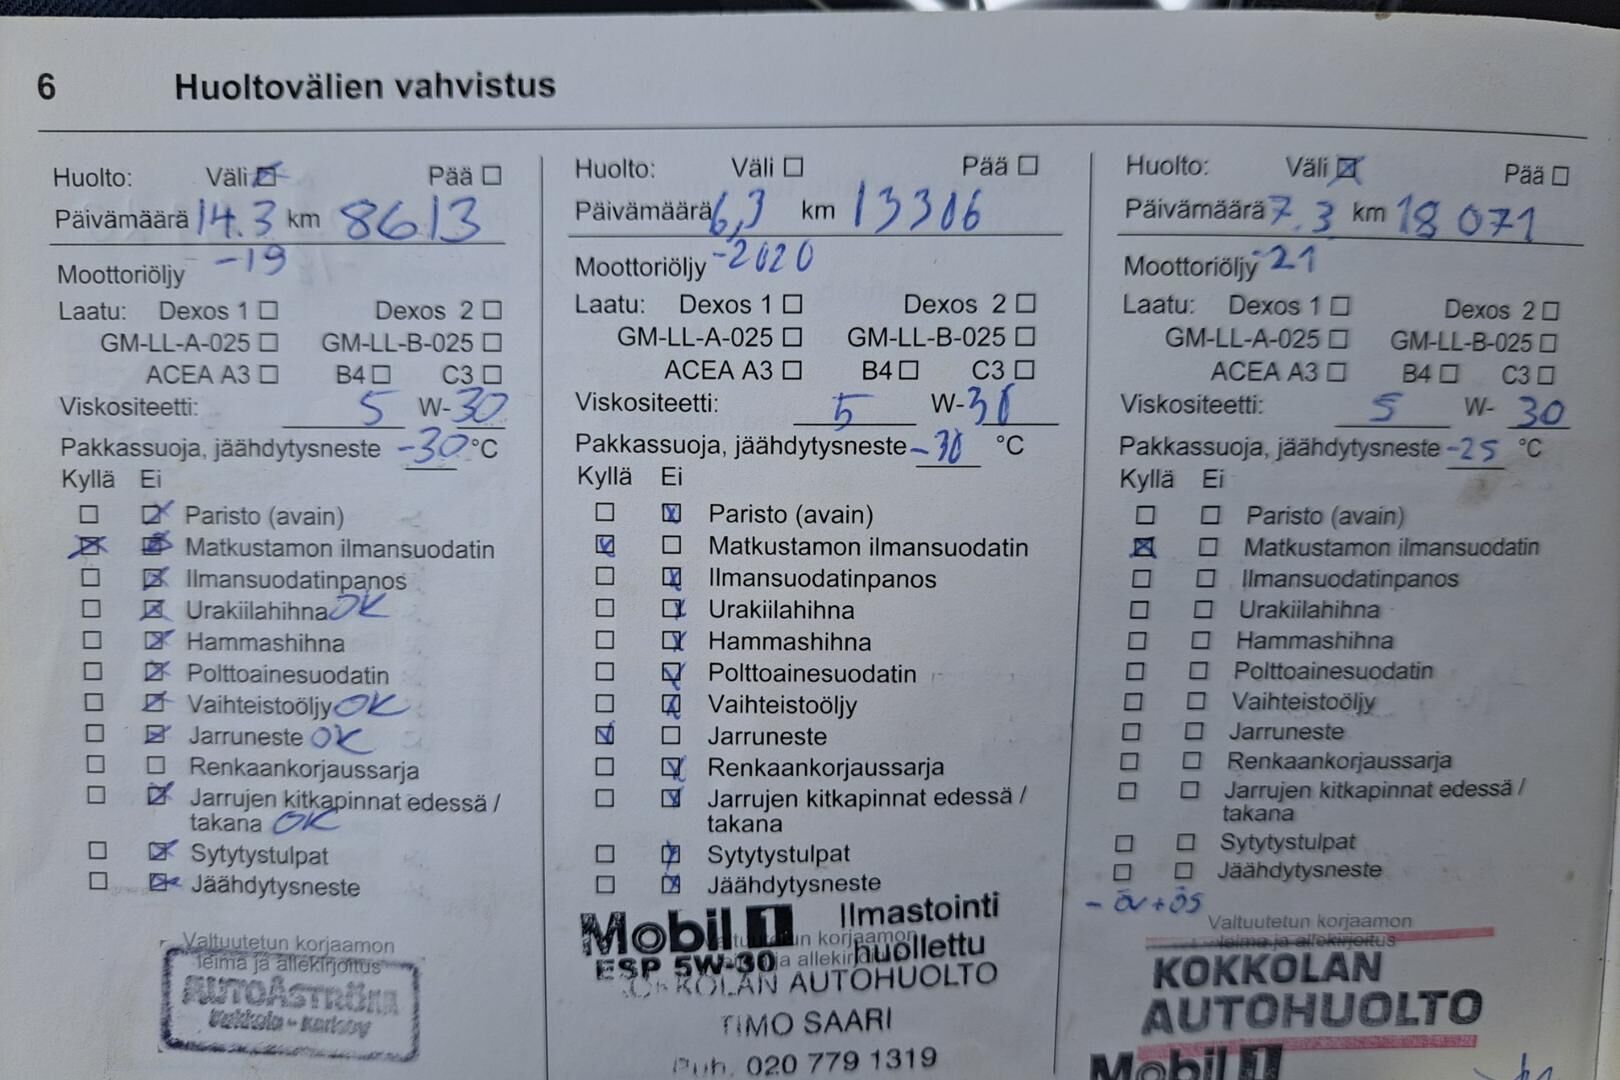 6 Huoltovälien vahvistus
Huolto: Väli ☒ Pää ☐
Päivämäärä 14.3 km 8613
-19
Moottoriöljy
Laatu: Dexos 1 ☐ Dexos 2 ☐
GM-LL-A-025 ☐ GM-LL-B-025 ☐
ACEA A3 ☐ B4 ☐ C3 ☐
Viskositeetti: 5 W-30
Pakkassuoja, jäähdytysneste -30 °C
Kyllä Ei
☐ ☒ Paristo (avain)
☒ ☒ Matkustamon ilmansuodatin
☐ ☒ Ilmansuodatinpanos
☐ ☒ Urakiilahihna OK
☐ ☒ Hammashihna
☐ ☒ Polttoainesuodatin
☐ ☒ Vaihteistoöljy OK
☐ ☒ Jarruneste OK
☐ ☐ Renkaankorjaussarja
☐ ☒ Jarrujen kitkapinnat edessä /
takana OK
☐ ☒ Sytytystulpat
☐ ☒ Jäähdytysneste
Valtuutetun korjaamon
leima ja allekirjoitus
Huolto: Väli ☐ Pää ☐
Päivämäärä 6,3 km 13306
-2020
Moottoriöljy
Laatu: Dexos 1 ☐ Dexos 2 ☐
GM-LL-A-025 ☐ GM-LL-B-025 ☐
ACEA A3 ☐ B4 ☐ C3 ☐
Viskositeetti: 5 W-30
Pakkassuoja, jäähdytysneste -30 °C
Kyllä Ei
☐ ☒ Paristo (avain)
☒ ☐ Matkustamon ilmansuodatin
☐ ☒ Ilmansuodatinpanos
☐ ☒ Urakiilahihna
☐ ☒ Hammashihna
☐ ☒ Polttoainesuodatin
☐ ☒ Vaihteistoöljy
☒ ☐ Jarruneste
☐ ☒ Renkaankorjaussarja
☐ ☒ Jarrujen kitkapinnat edessä /
takana
☐ ☒ Sytytystulpat
☐ ☒ Jäähdytysneste
Mobil 1 Ilmastointi
korjaamon huollettu
ESP 5W-30
KOKKOLAN AUTOHUOLTO
TIMO SAARI
Puh. 020 779 1319
Huolto: Väli ☒ Pää ☐
Päivämäärä 7.3 km 18 071
Moottoriöljy -21
Laatu: Dexos 1 ☐ Dexos 2 ☐
GM-LL-A-025 ☐ GM-LL-B-025 ☐
ACEA A3 ☐ B4 ☐ C3 ☐
Viskositeetti: 5 W- 30
Pakkassuoja, jäähdytysneste -25 °C
Kyllä Ei
☐ ☐ Paristo (avain)
☒ ☐ Matkustamon ilmansuodatin
☐ ☐ Ilmansuodatinpanos
☐ ☐ Urakiilahihna
☐ ☐ Hammashihna
☐ ☐ Polttoainesuodatin
☐ ☐ Vaihteistoöljy
☐ ☐ Jarruneste
☐ ☐ Renkaankorjaussarja
☐ ☐ Jarrujen kitkapinnat edessä /
takana
☐ ☐ Sytytystulpat
☐ ☐ Jäähdytysneste
- öv + ös
Valtuutetun korjaamon
leima ja allekirjoitus
KOKKOLAN
AUTOHUOLTO
Mobil 1